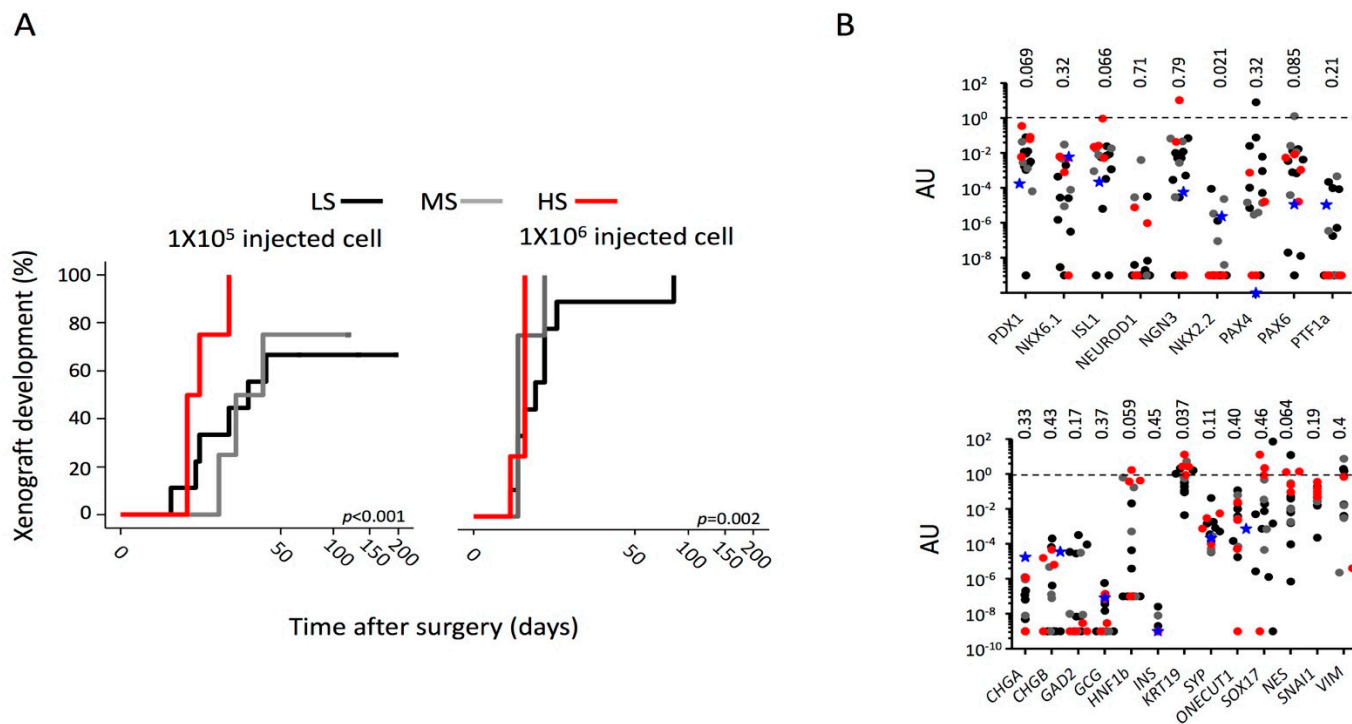 A
LS MS HS
1X10⁵ injected cell
1X10⁶ injected cell
Xenograft development (%)
100
80
60
40
20
0
p<0.001
p=0.002
0 50 100 150 200
0 50 100 150 200
Time after surgery (days)
B
0.069 0.32 0.066 0.71 0.79 0.021 0.32 0.085 0.21
AU
10²
10⁰
10⁻²
10⁻⁴
10⁻⁶
10⁻⁸
PDX1 NKX6.1 ISL1 NEUROD1 NGN3 NKX2.2 PAX4 PAX6 PTF1a
0.33 0.43 0.17 0.37 0.059 0.45 0.037 0.11 0.40 0.46 0.064 0.19 0.4
AU
10²
10⁰
10⁻²
10⁻⁴
10⁻⁶
10⁻⁸
10⁻¹⁰
CHGA CHGB GAD2 GCG HNF1b INS KRT19 SYP ONECUT1 SOX17 NES SNAI1 VIM